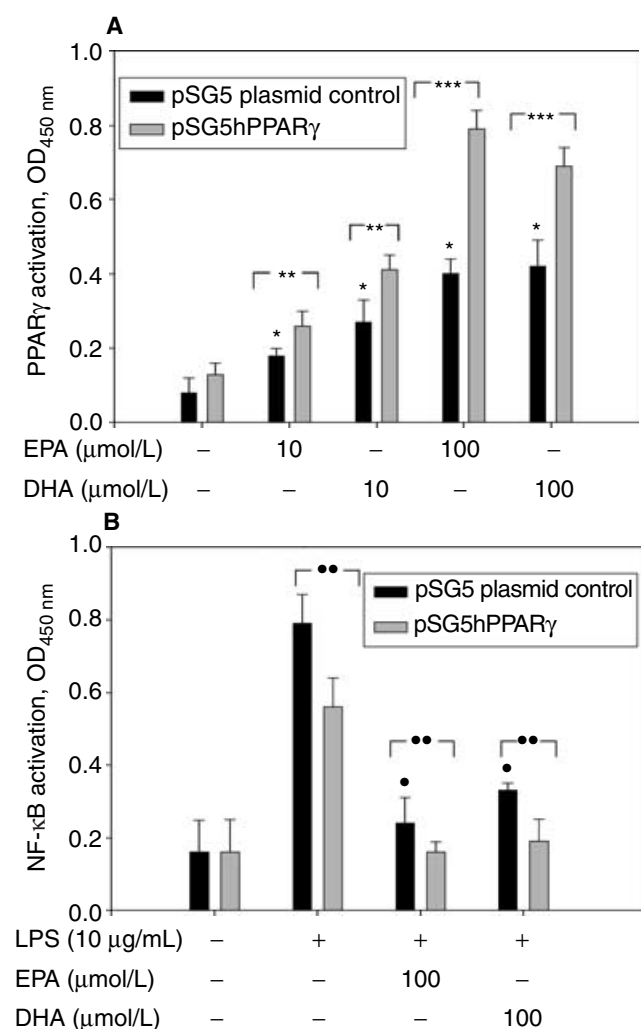 A
1.0
0.8
0.6
0.4
0.2
0.0
PPARγ activation, OD450 nm
pSG5 plasmid control
pSG5hPPARγ
** ** *** ***
* * * *
EPA (μmol/L) – 10 – 100 –
DHA (μmol/L) – – 10 – 100
B
1.0
0.8
0.6
0.4
0.2
0.0
NF-κB activation, OD450 nm
pSG5 plasmid control
pSG5hPPARγ
•• •• ••
• •
LPS (10 μg/mL) – + + +
EPA (μmol/L) – – 100 –
DHA (μmol/L) – – – 100